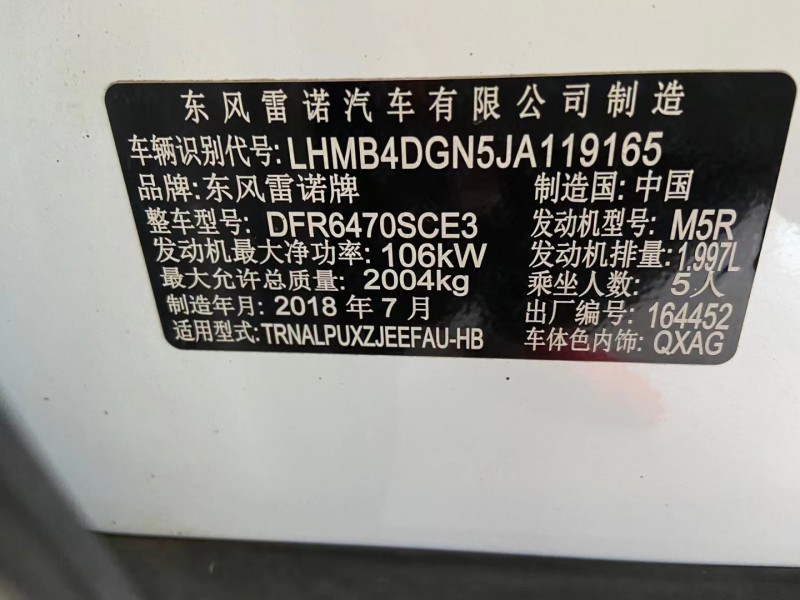 东风雷诺汽车有限公司制造
车辆识别代号: LHMB4DGN5JA119165
品牌: 东风雷诺牌 制造国: 中国
整车型号: DFR6470SCE3 发动机型号: M5R
发动机最大净功率: 106kW 发动机排量: 1.997L
最大允许总质量: 2004kg 乘坐人数: 5人
制造年月: 2018年7月 出厂编号: 164452
适用型式: TRNALPUXZJEEFAU-HB 车体色内饰: QXAG